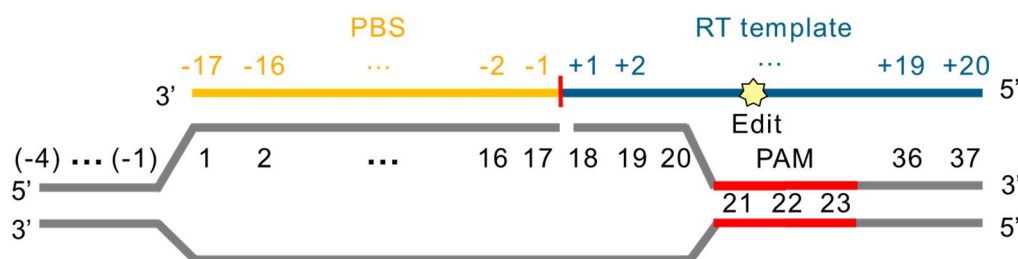 PBS RT template
-17 -16 ... -2 -1 +1 +2 ... +19 +20
3’ 5’
Edit
(-4) ... (-1) 1 2 ... 16 17 18 19 20 PAM 36 37
5’ 3’
21 22 23
3’ 5’